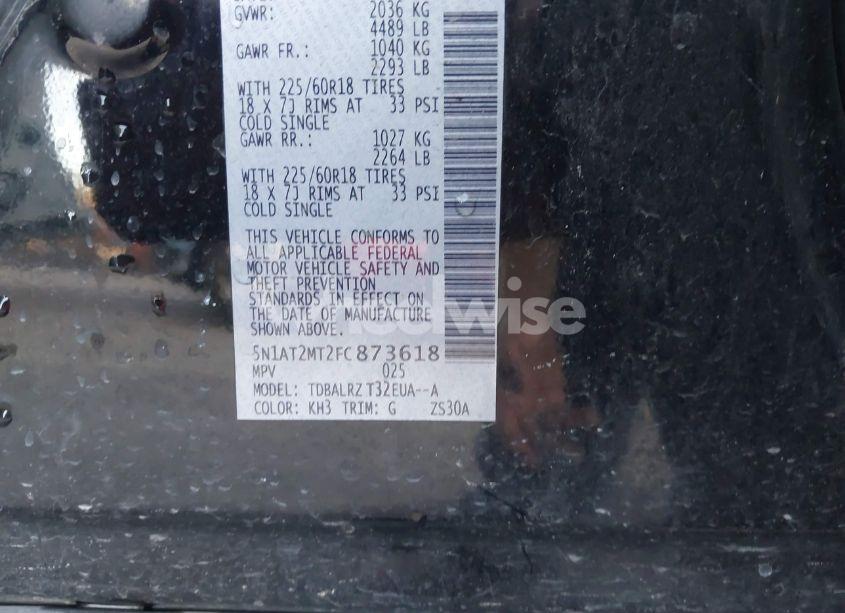 GVWR: 2036 KG
4489 LB
GAWR FR.: 1040 KG
2293 LB
WITH 225/60R18 TIRES
18 X 7J RIMS AT 33 PSI
COLD SINGLE
GAWR RR.: 1027 KG
2264 LB
WITH 225/60R18 TIRES
18 X 7J RIMS AT 33 PSI
COLD SINGLE
THIS VEHICLE CONFORMS TO
ALL APPLICABLE FEDERAL
MOTOR VEHICLE SAFETY AND
THEFT PREVENTION
STANDARDS IN EFFECT ON
THE DATE OF MANUFACTURE
SHOWN ABOVE.
5N1AT2MT2FC873618
MPV 025
MODEL: TDBALRZ T32EUA--A
COLOR: KH3 TRIM: G ZS30A